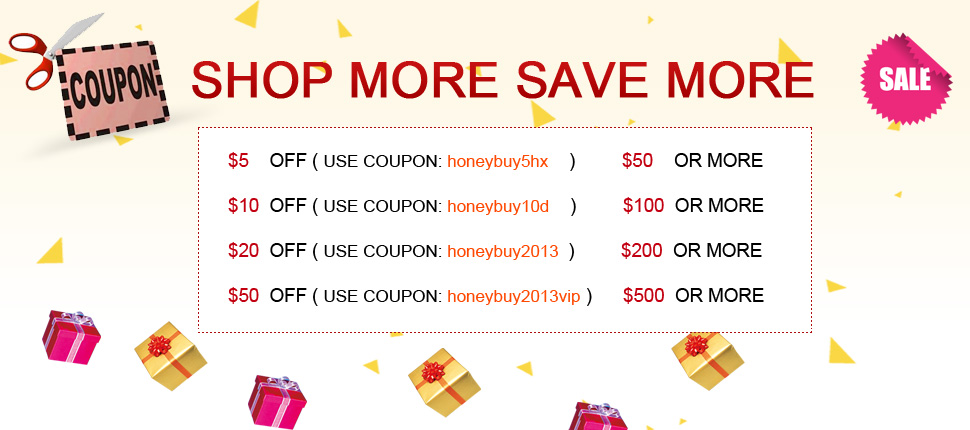 COUPON
SHOP MORE SAVE MORE
SALE
$5 OFF ( USE COUPON: honeybuy5hx ) $50 OR MORE
$10 OFF ( USE COUPON: honeybuy10d ) $100 OR MORE
$20 OFF ( USE COUPON: honeybuy2013 ) $200 OR MORE
$50 OFF ( USE COUPON: honeybuy2013vip ) $500 OR MORE